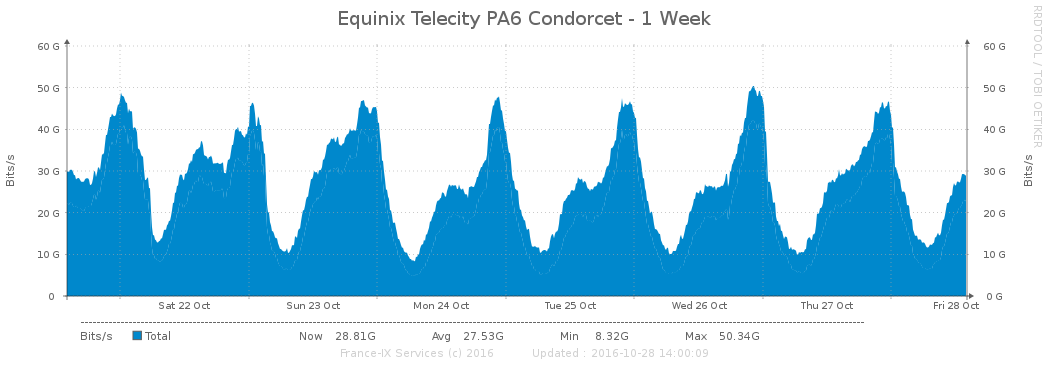 Equinix Telecity PA6 Condorcet - 1 Week
RRDTOOL / TOBI OETIKER
Bits/s
60 G
50 G
40 G
30 G
20 G
10 G
0
60 G
50 G
40 G
30 G
20 G
10 G
0 G
Bits/s
Sat 22 Oct Sun 23 Oct Mon 24 Oct Tue 25 Oct Wed 26 Oct Thu 27 Oct Fri 28 Oct
Bits/s Total Now 28.81G Avg 27.53G Min 8.32G Max 50.34G
France-IX Services (c) 2016 Updated : 2016-10-28 14:00:09